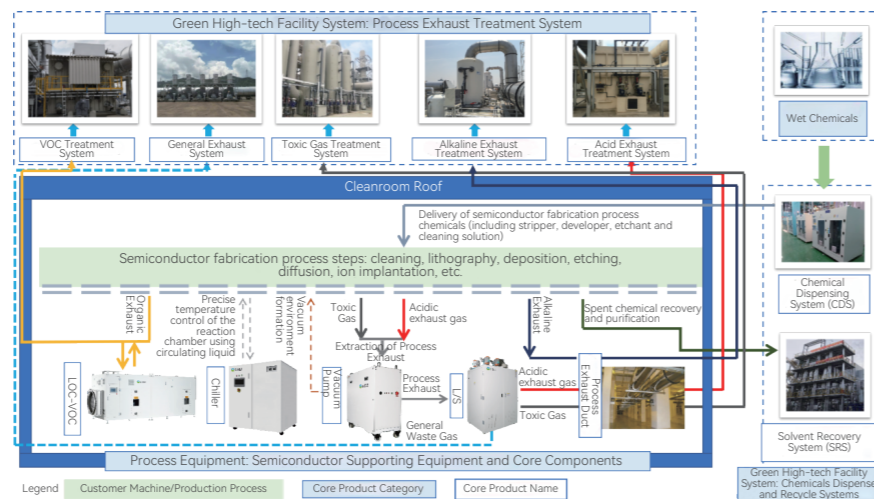 Green High-tech Facility System: Process Exhaust Treatment System
VOC Treatment
System
General Exhaust
System
Toxic Gas Treatment
System
Alkaline Exhaust
Treatment System
Acid Exhaust
Treatment System
Wet Chemicals
Cleanroom Roof
Delivery of semiconductor fabrication process
chemicals (including stripper, developer, etchant and
cleaning solution)
Semiconductor fabrication process steps: cleaning, lithography, deposition, etching,
diffusion, ion implantation, etc.
Chemical
Dispensing
System (CDS)
Organic
Exhaust
Precise
temperature
control of the
reaction
chamber using
circulating liquid
Vacuum
environment
formation
Toxic
Gas
Acidic
exhaust gas
Alkaline
Exhaust
Spent chemical recovery
and purification
Extraction of Process
Exhaust
LOC-VOC
Chiller
Vacuum
Pump
Process
Exhaust
General
Waste Gas
L/S
Acidic
exhaust gas
Toxic Gas
Process
Exhaust Duct
Solvent Recovery
System (SRS)
Process Equipment: Semiconductor Supporting Equipment and Core Components
Green High-tech Facility
System: Chemicals Dispense
and Recycle Systems
Legend
Customer Machine/Production Process
Core Product Category
Core Product Name